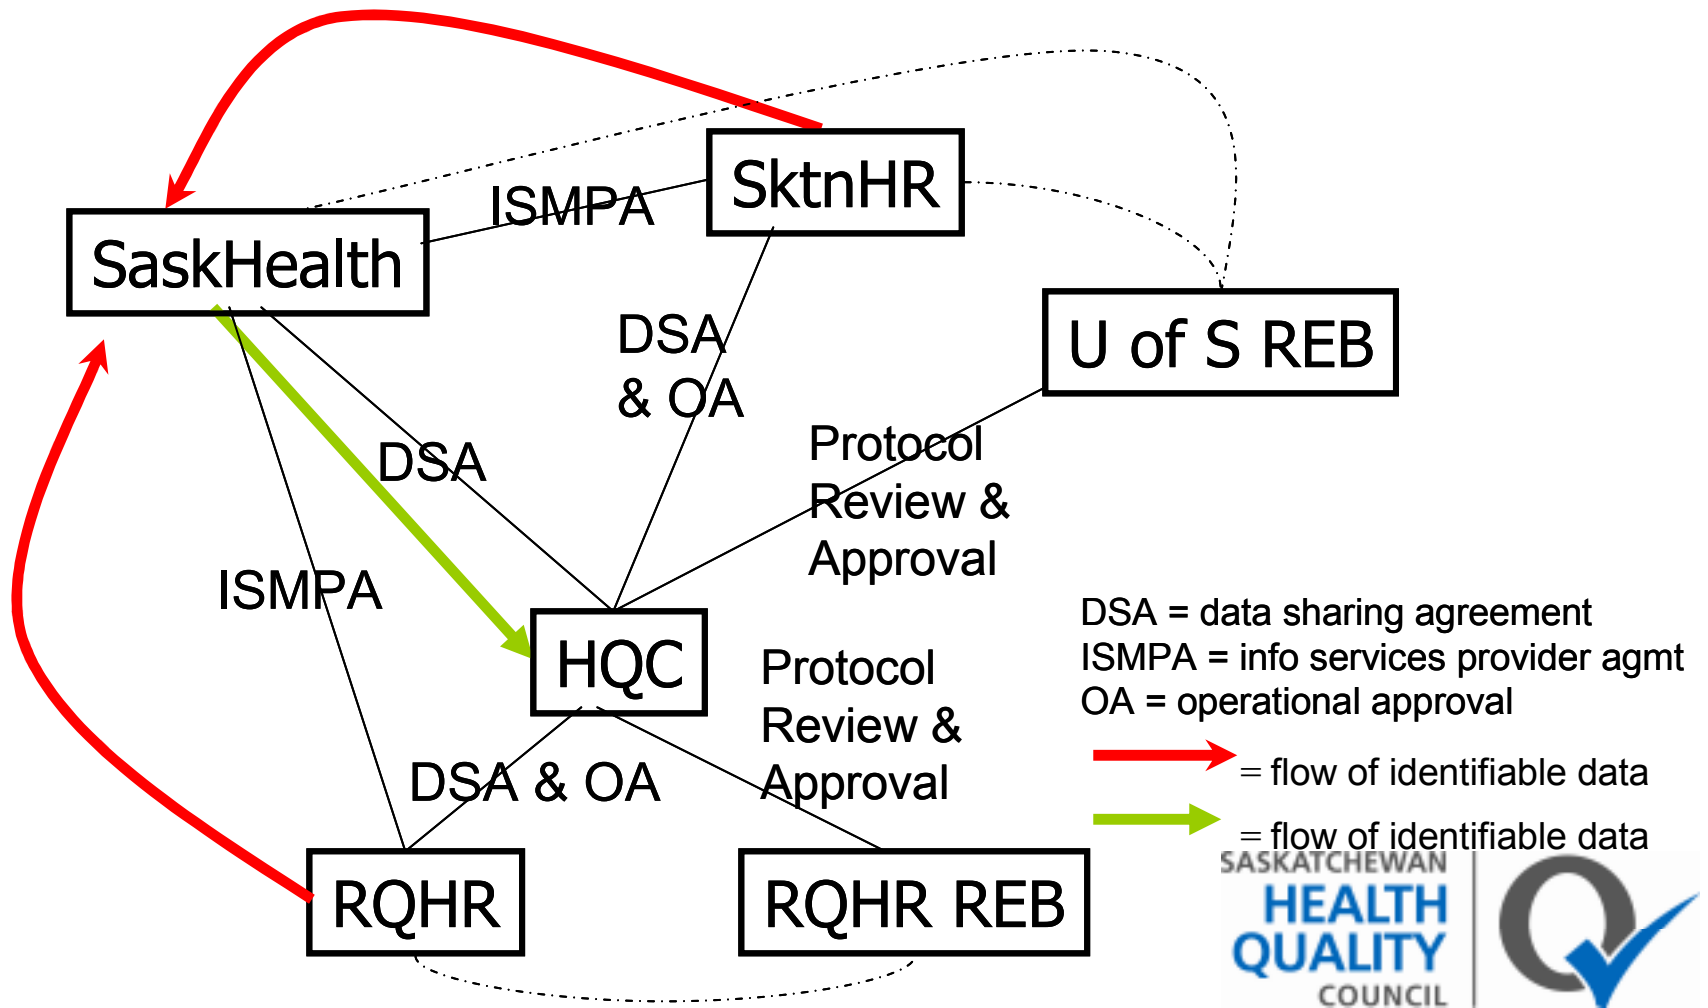 SktnHR
ISMPA
SaskHealth
U of S REB
DSA
& OA
DSA
Protocol
Review &
Approval
ISMPA
HQC
DSA = data sharing agreement
ISMPA = info services provider agmt
OA = operational approval
Protocol
Review &
Approval
DSA & OA
= flow of identifiable data
= flow of identifiable data
RQHR
RQHR REB
SASKATCHEWAN
HEALTH
QUALITY
COUNCIL
Q